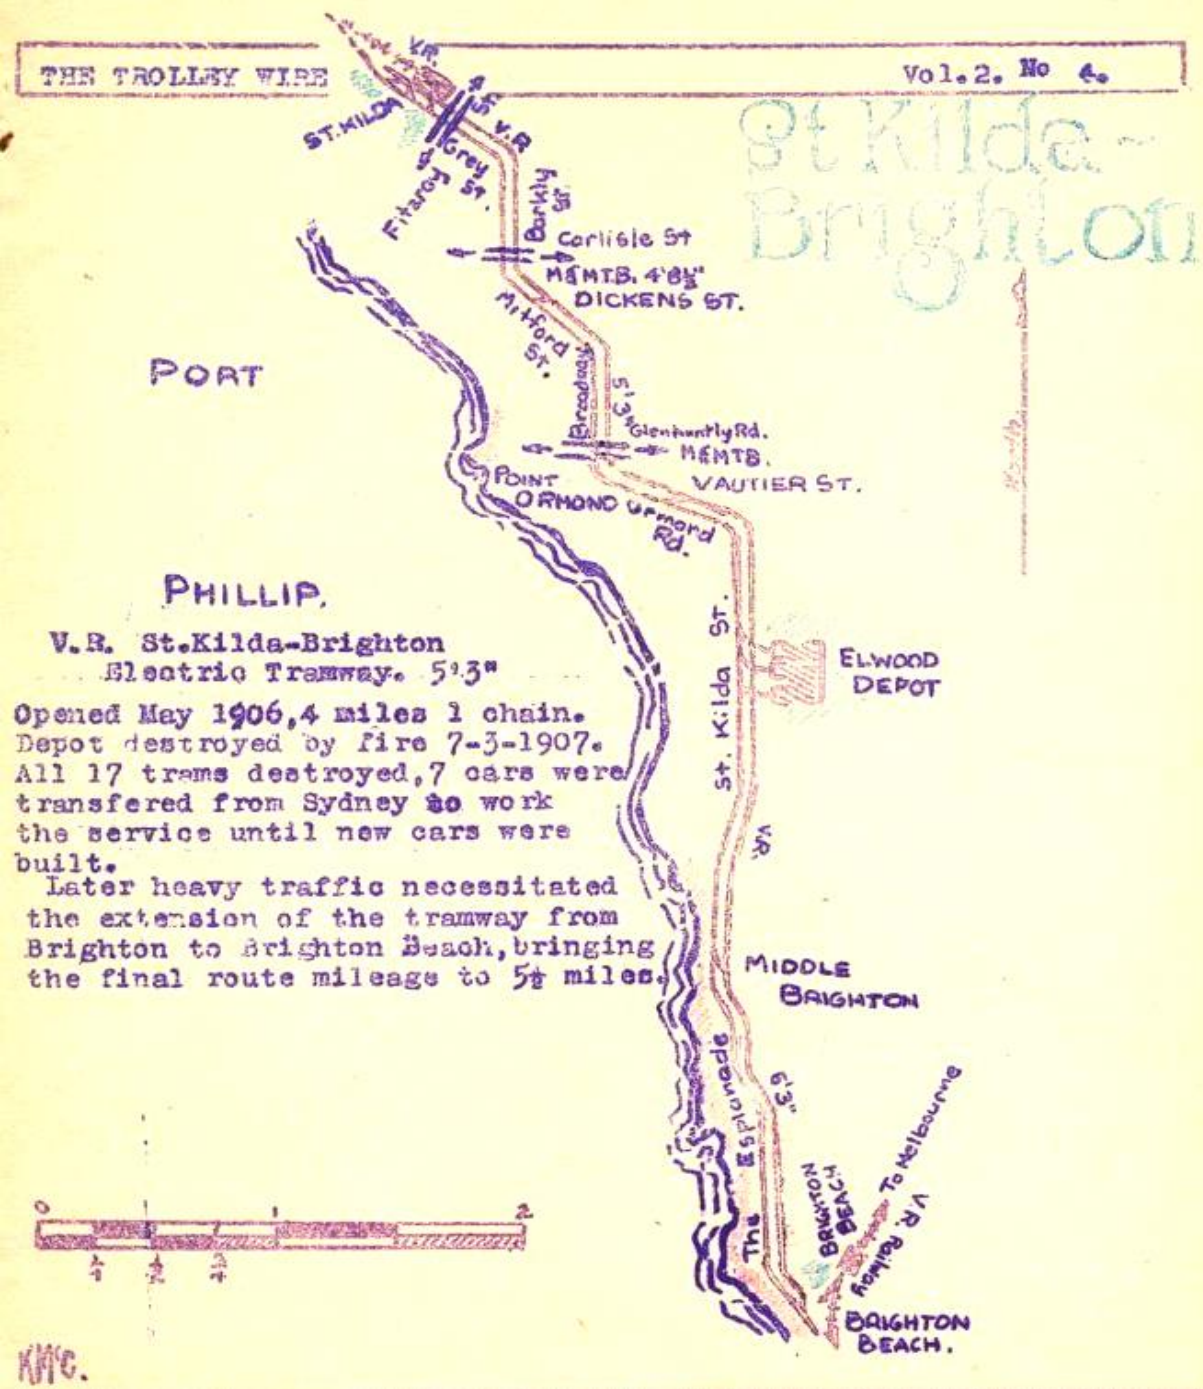 THE TROLLEY WIRE
Vol.2. No 4.
St Kilda-
Brighton
V.R.
ST. KILDA
St
V.R
Grey
St.
Fitzroy
St
Barkly
St.
Carlisle St
M&M.T.B. 4'8½"
DICKENS ST.
Mitford
St.
PORT
Broadway
5'3"
Glenhuntly Rd.
M&MTB.
VAUTIER ST.
POINT
ORMOND
Ormond
Rd.
North
PHILLIP.
V.R. St.Kilda-Brighton
Electric Tramway. 5'3"
Opened May 1906,4 miles 1 chain.
Depot destroyed by fire 7-3-1907.
All 17 trams destroyed,7 cars were
transfered from Sydney to work
the service until new cars were
built.
Later heavy traffic necessitated
the extension of the tramway from
Brighton to Brighton Beach,bringing
the final route mileage to 5½ miles.
St. Kilda ST.
ELWOOD
DEPOT
V.R.
MIDDLE
BRIGHTON
The Esplanade
5'3"
BRIGHTON
BEACH
To Melbourne
V.R. Railway
BRIGHTON
BEACH.
0 1 2
¼ ½ ¾
KMcC.